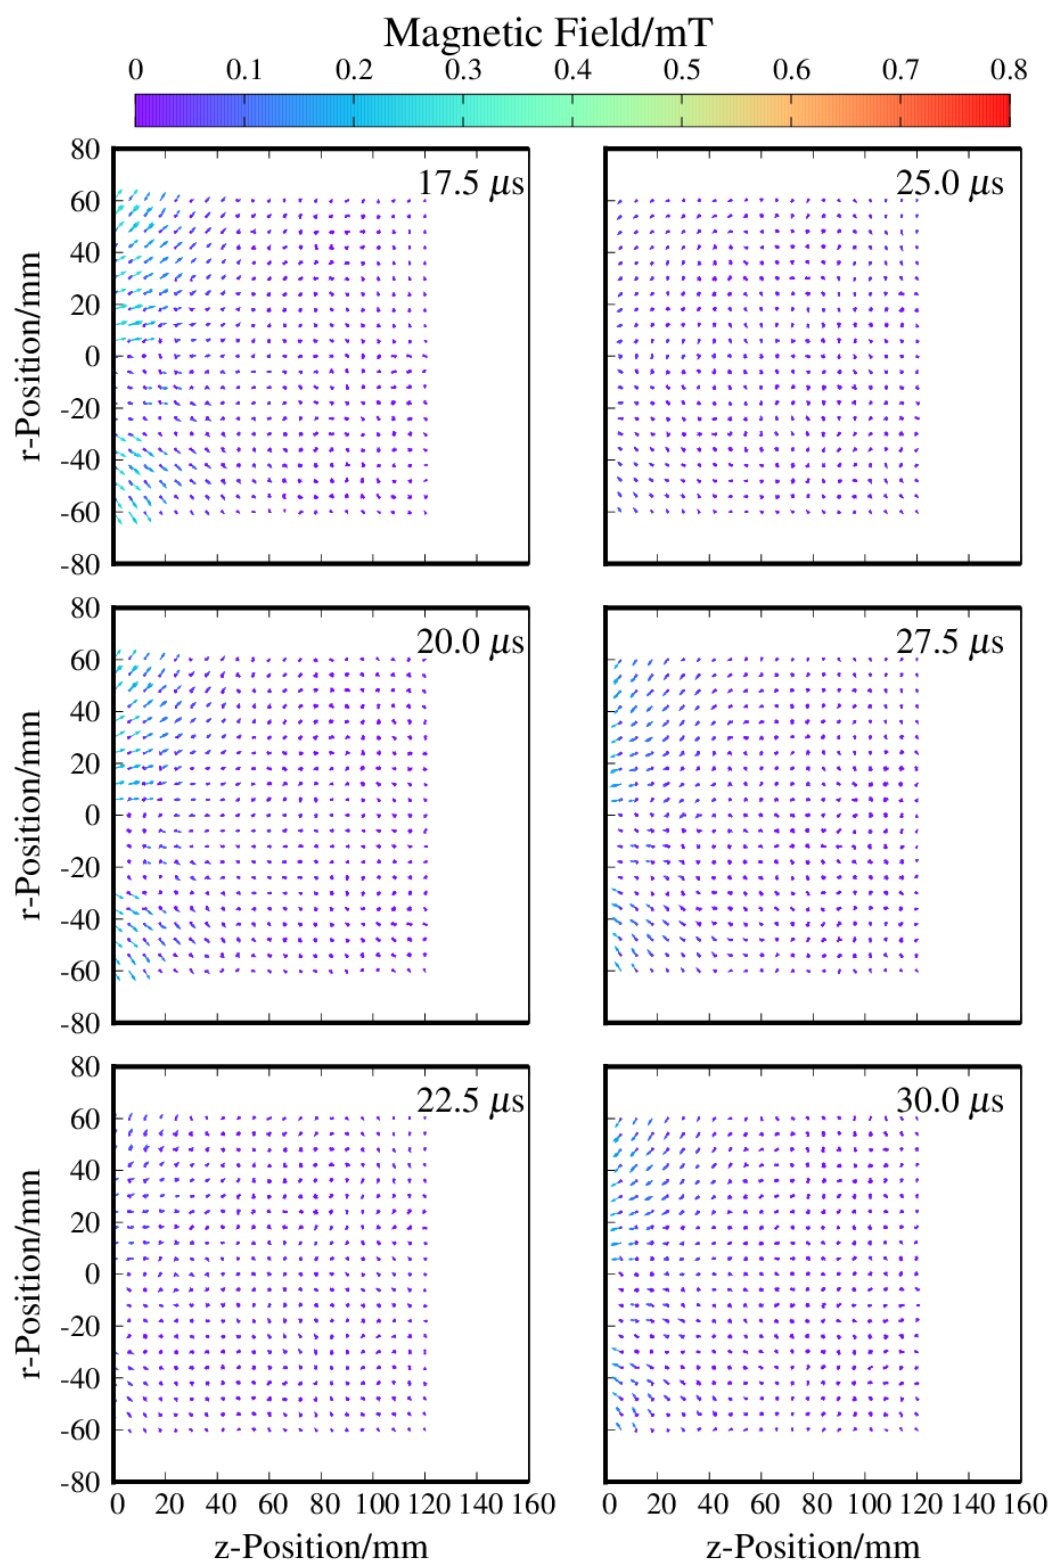 Magnetic Field/mT
0 0.1 0.2 0.3 0.4 0.5 0.6 0.7 0.8
80
60
40
20
0
-20
-40
-60
-80
r-Position/mm
17.5 μs
25.0 μs
80
60
40
20
0
-20
-40
-60
-80
r-Position/mm
20.0 μs
27.5 μs
80
60
40
20
0
-20
-40
-60
-80
r-Position/mm
22.5 μs
30.0 μs
0 20 40 60 80 100 120 140 160
0 20 40 60 80 100 120 140 160
z-Position/mm
z-Position/mm